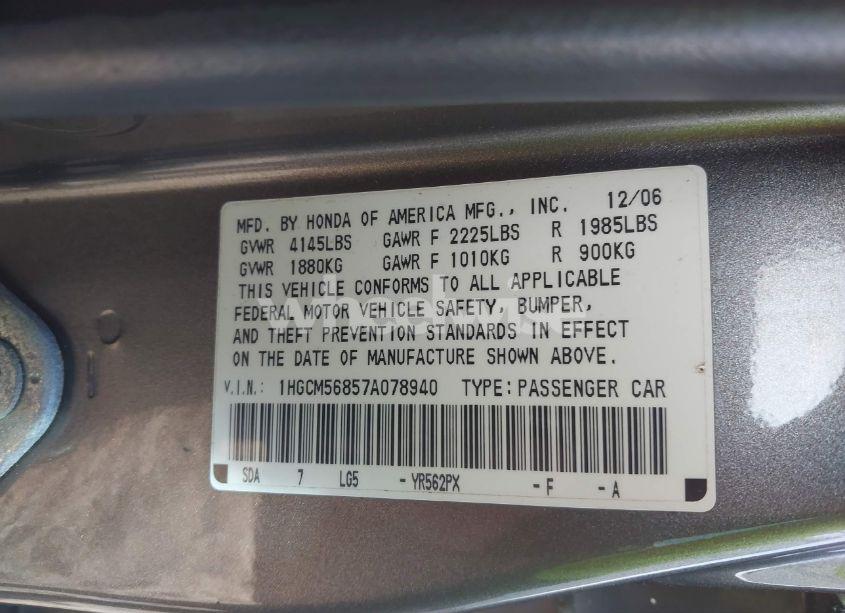 MFD. BY HONDA OF AMERICA MFG., INC. 12/06
GVWR 4145LBS GAWR F 2225LBS R 1985LBS
GVWR 1880KG GAWR F 1010KG R 900KG
THIS VEHICLE CONFORMS TO ALL APPLICABLE
FEDERAL MOTOR VEHICLE SAFETY, BUMPER,
AND THEFT PREVENTION STANDARDS IN EFFECT
ON THE DATE OF MANUFACTURE SHOWN ABOVE.
V.I.N.: 1HGCM56857A078940 TYPE: PASSENGER CAR
SDA 7 LG5 - YR562PX - F - A